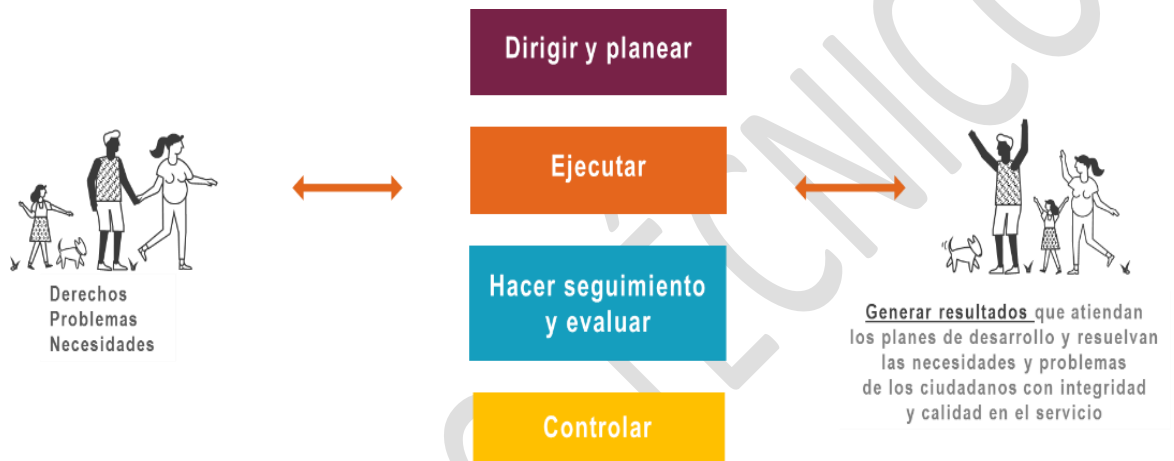 Dirigir y planear
Ejecutar
Hacer seguimiento
y evaluar
Controlar
Derechos
Problemas
Necesidades
Generar resultados que atiendan
los planes de desarrollo y resuelvan
las necesidades y problemas
de los ciudadanos con integridad
y calidad en el servicio